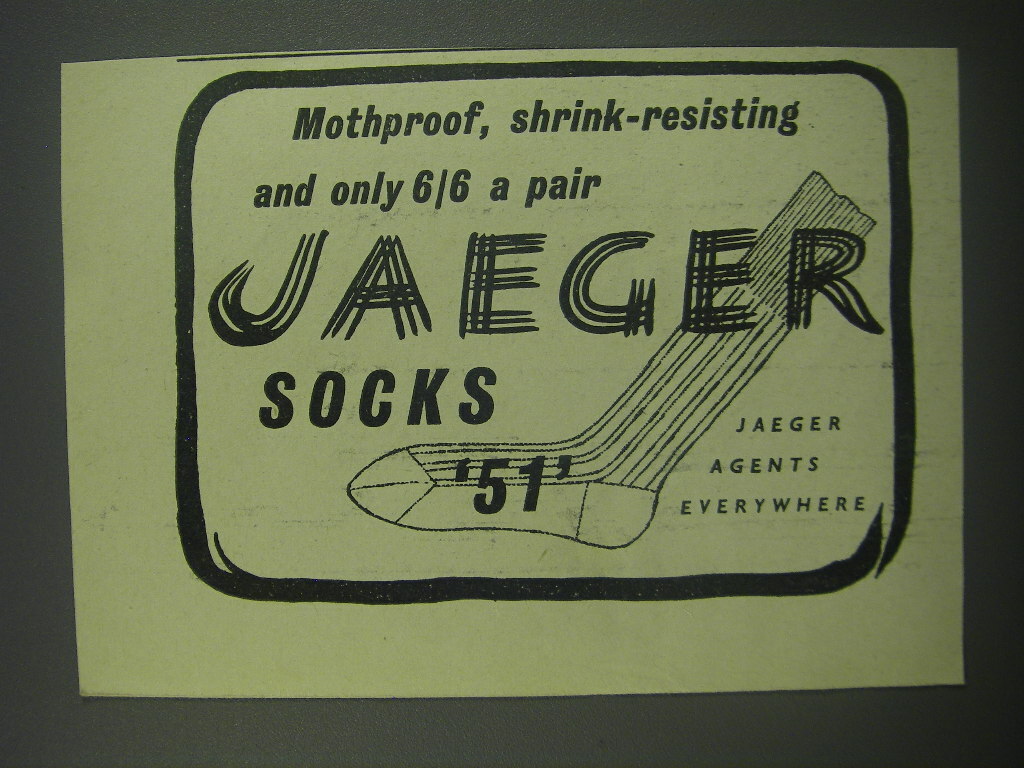 Mothproof, shrink-resisting
and only 6/6 a pair
JAEGER
SOCKS
'51'
JAEGER
AGENTS
EVERYWHERE